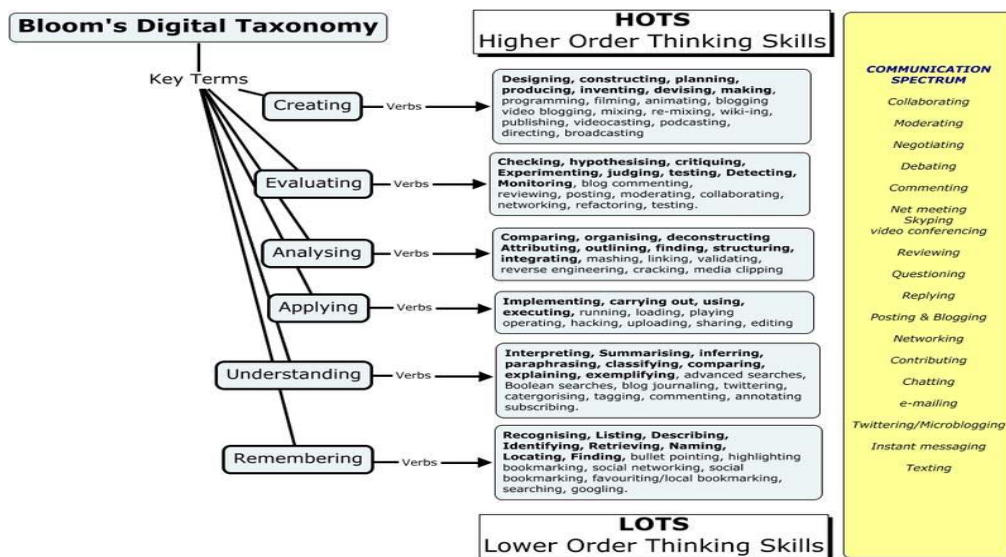 Bloom's Digital Taxonomy
HOTS
Higher Order Thinking Skills
Key Terms
Creating
Verbs
Designing, constructing, planning,
producing, inventing, devising, making,
programming, filming, animating, blogging
video blogging, mixing, re-mixing, wiki-ing,
publishing, videocasting, podcasting,
directing, broadcasting
Evaluating
Verbs
Checking, hypothesising, critiquing,
Experimenting, judging, testing, Detecting,
Monitoring, blog commenting,
reviewing, posting, moderating, collaborating,
networking, refactoring, testing.
Analysing
Verbs
Comparing, organising, deconstructing
Attributing, outlining, finding, structuring,
integrating, mashing, linking, validating,
reverse engineering, cracking, media clipping
Applying
Verbs
Implementing, carrying out, using,
executing, running, loading, playing
operating, hacking, uploading, sharing, editing
Understanding
Verbs
Interpreting, Summarising, inferring,
paraphrasing, classifying, comparing,
explaining, exemplifying, advanced searches,
Boolean searches, blog journaling, twittering,
catergorising, tagging, commenting, annotating
subscribing.
Remembering
Verbs
Recognising, Listing, Describing,
Identifying, Retrieving, Naming,
Locating, Finding, bullet pointing, highlighting
bookmarking, social networking, social
bookmarking, favouriting/local bookmarking,
searching, googling.
LOTS
Lower Order Thinking Skills
COMMUNICATION
SPECTRUM
Collaborating
Moderating
Negotiating
Debating
Commenting
Net meeting
Skyping
video conferencing
Reviewing
Questioning
Replying
Posting & Blogging
Networking
Contributing
Chatting
e-mailing
Twittering/Microblogging
Instant messaging
Texting